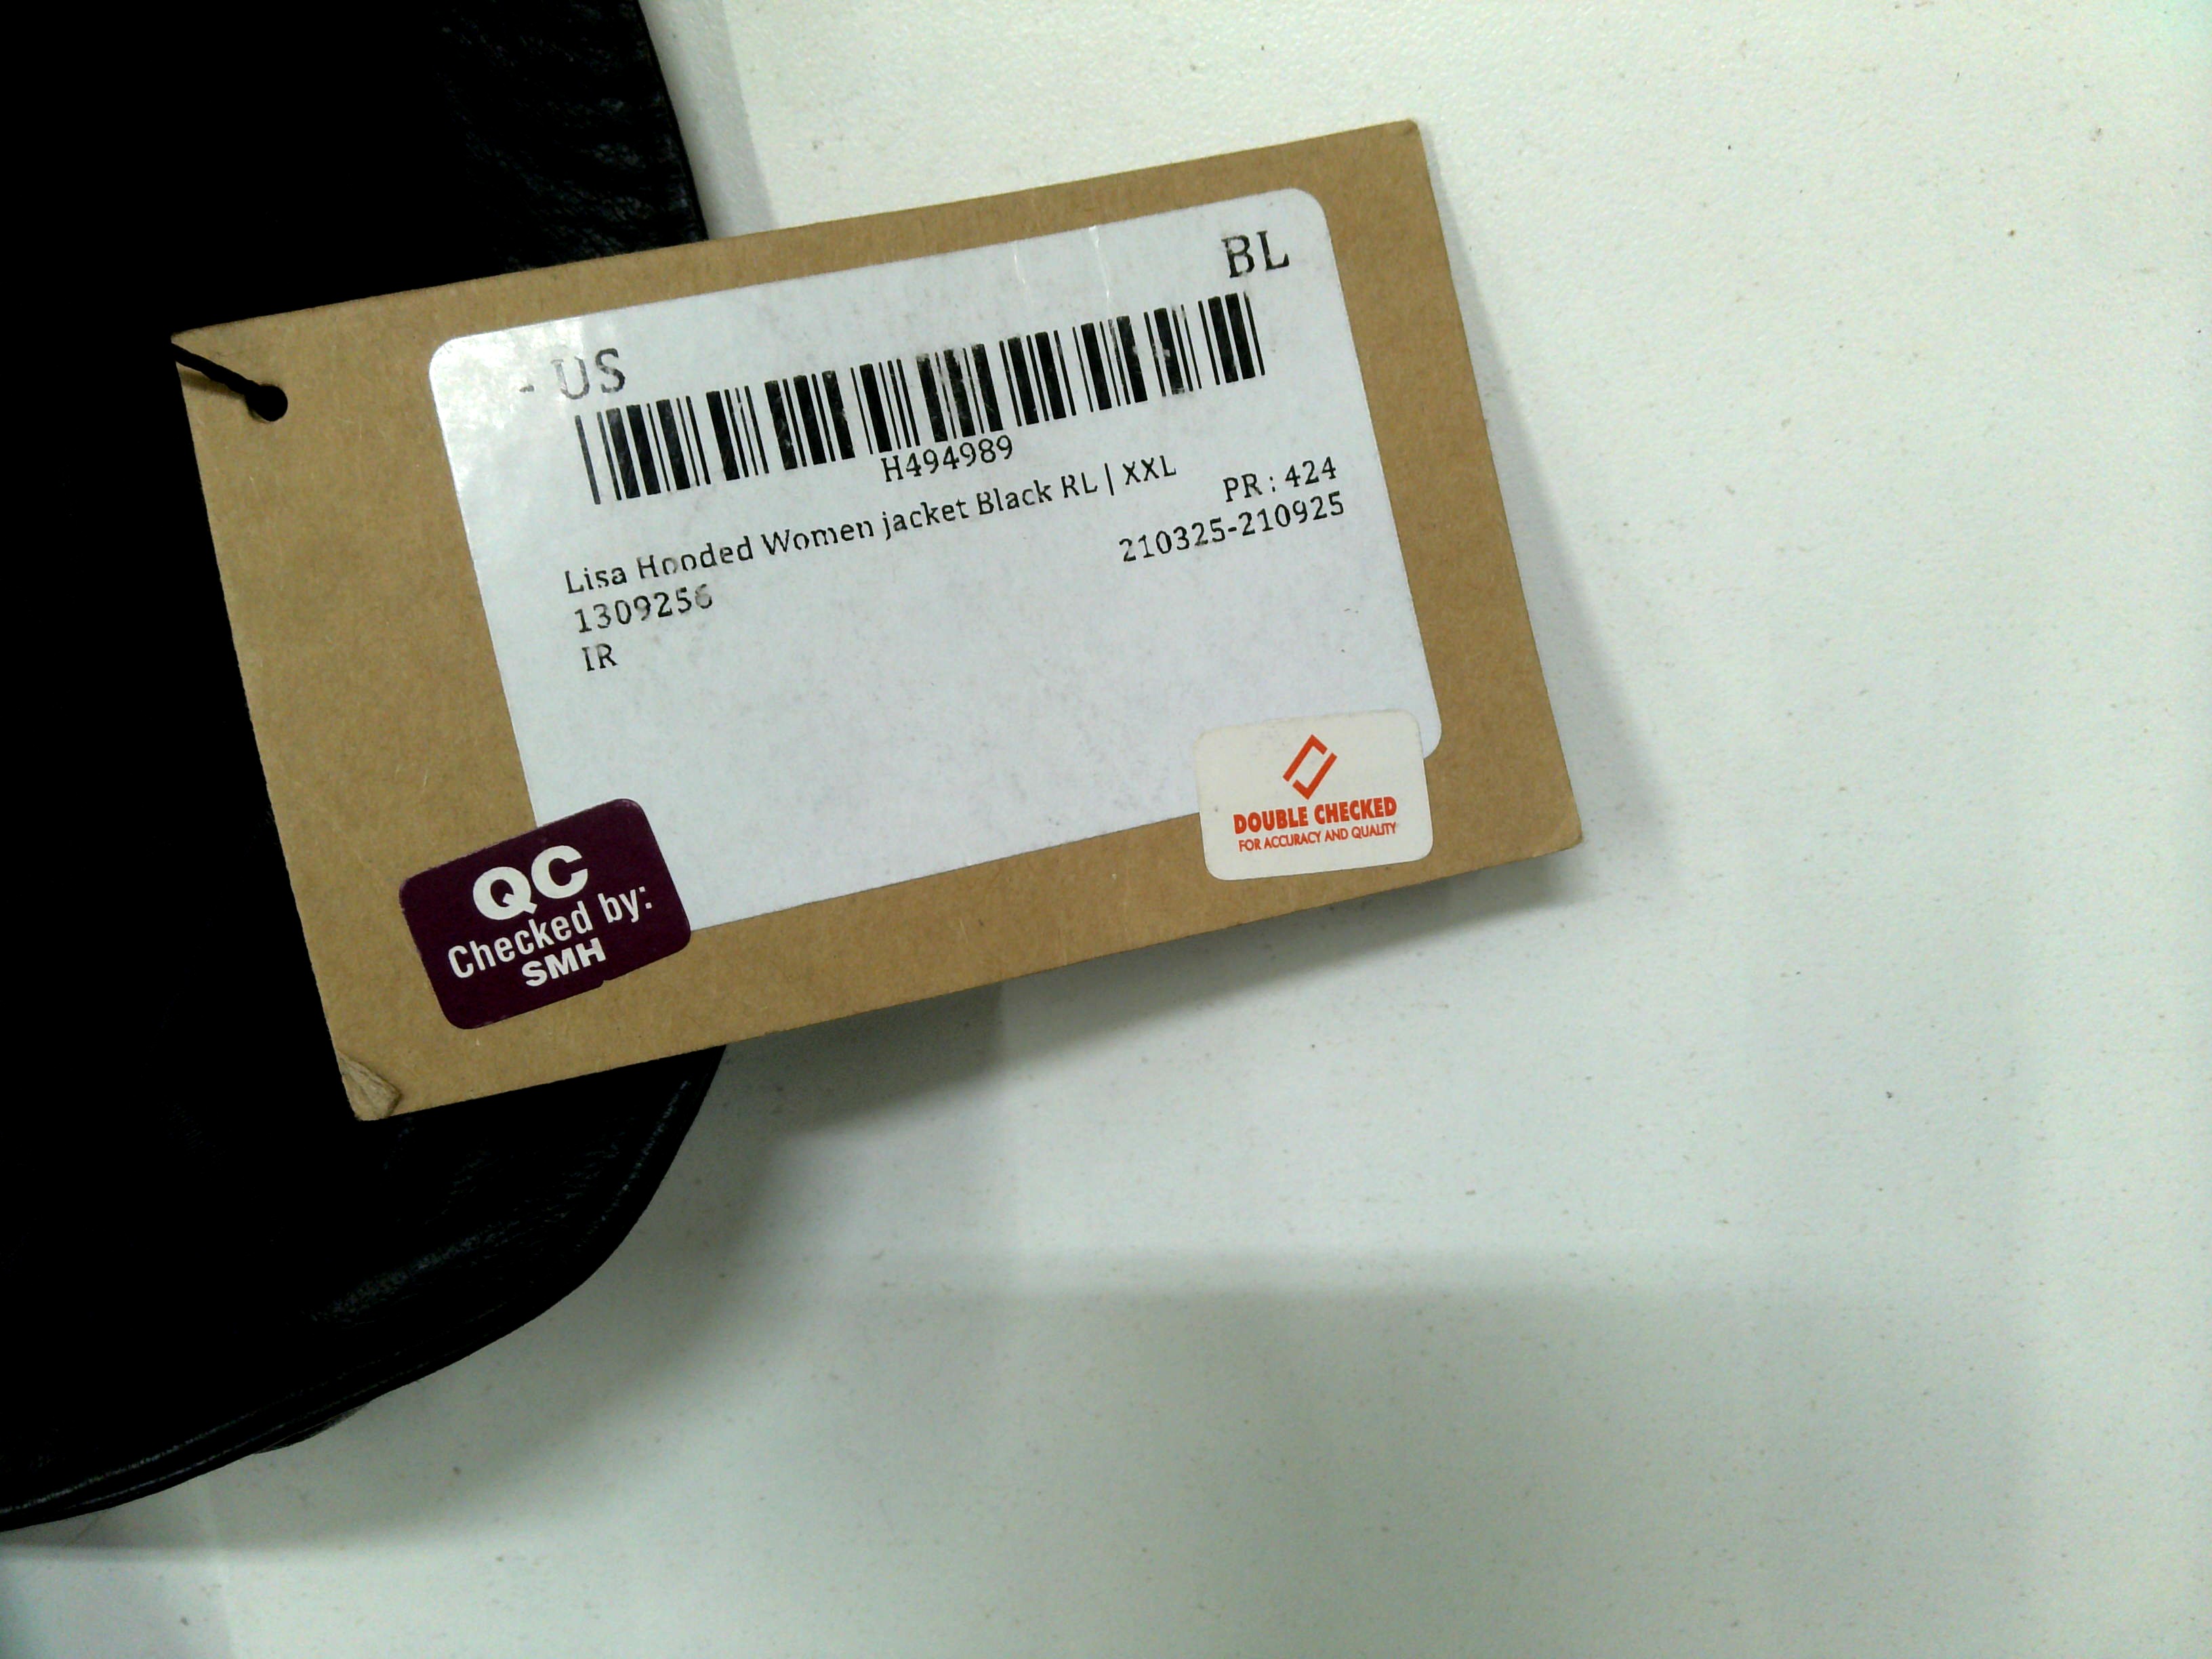 BL
- US
H494989
Lisa Hooded Women jacket Black RL | XXL
PR : 424
1309256
210325-210925
IR
QC
Checked by:
SMH
DOUBLE CHECKED
FOR ACCURACY AND QUALITY